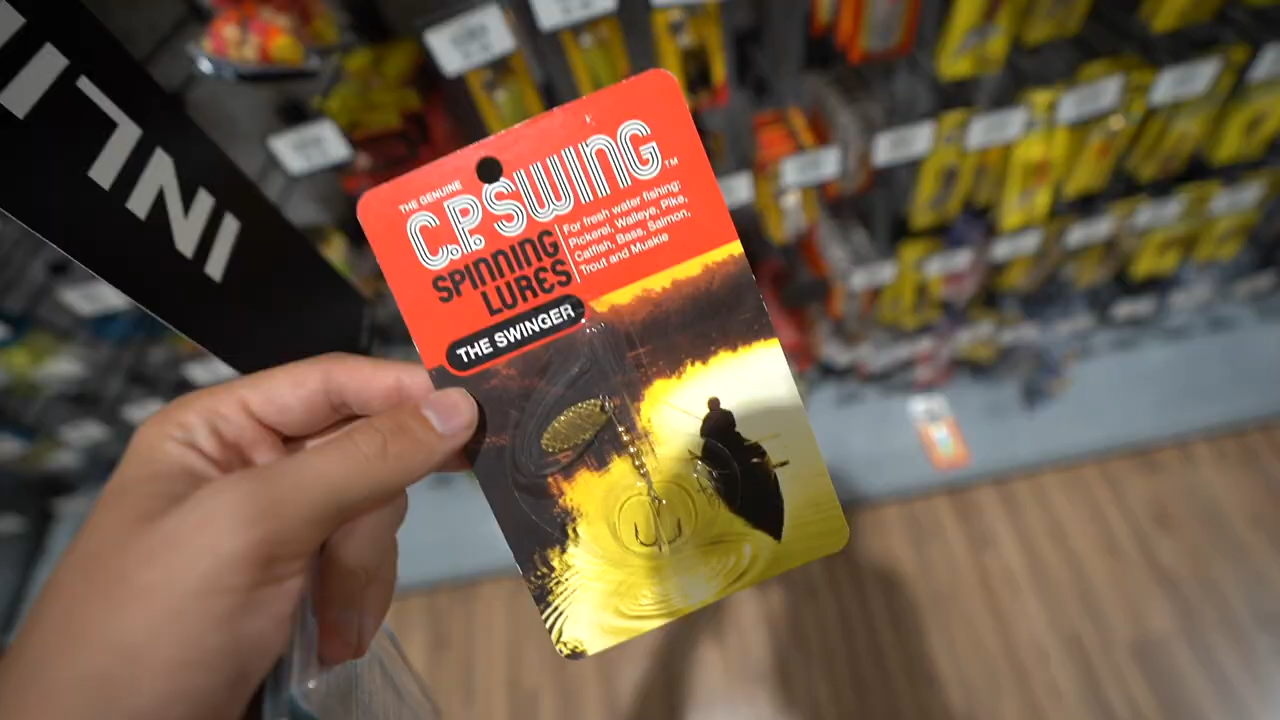 INLI
THE GENUINE
C.P. SWING™
SPINNING
LURES
For fresh water fishing:
Pickerel, Walleye, Pike,
Catfish, Bass, Salmon,
Trout and Muskie
THE SWINGER